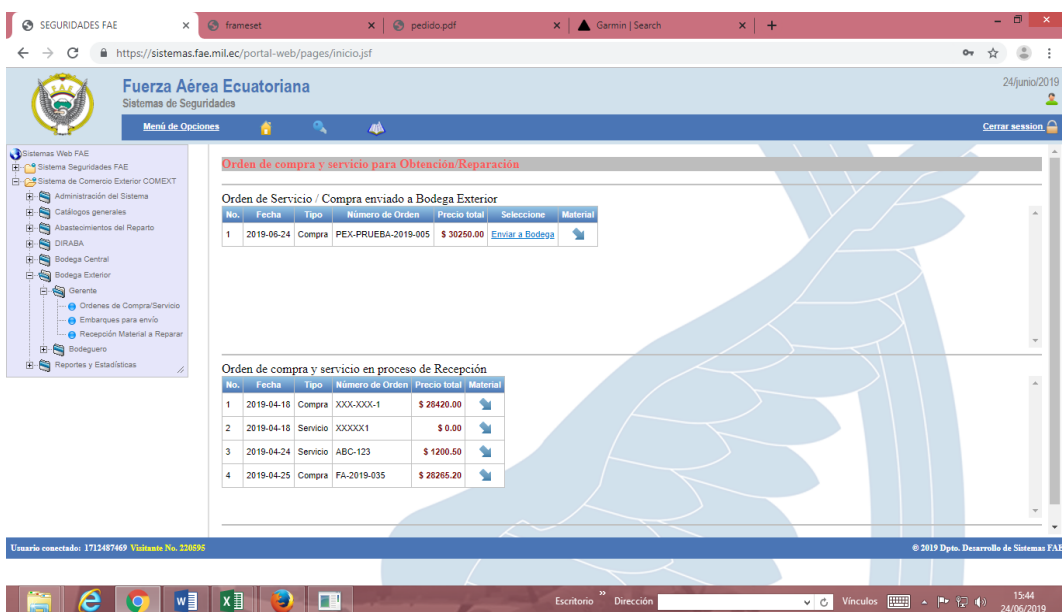 SEGURIDADES FAE
frameset
pedido.pdf
Garmin | Search
https://sistemas.fae.mil.ec/portal-web/pages/inicio.jsf
Fuerza Aérea Ecuatoriana
Sistemas de Seguridades
24/junio/2019
Menú de Opciones
Cerrar session
Sistemas Web FAE
Sistema Seguridades FAE
Sistema de Comercio Exterior COMEXT
Administración del Sistema
Catálogos generales
Abastecimientos del Reparto
DIRABA
Bodega Central
Bodega Exterior
Gerente
Ordenes de Compra/Servicio
Embarques para envío
Recepción Material a Reparar
Bodeguero
Reportes y Estadísticas
Orden de compra y servicio para Obtención/Reparación
Orden de Servicio / Compra enviado a Bodega Exterior
No. Fecha Tipo Número de Orden Precio total Seleccione Material
1 2019-06-24 Compra PEX-PRUEBA-2019-005 $ 30250.00 Enviar a Bodega
Orden de compra y servicio en proceso de Recepción
No. Fecha Tipo Número de Orden Precio total Material
1 2019-04-18 Compra XXX-XXX-1 $ 28420.00
2 2019-04-18 Servicio XXXXX1 $ 0.00
3 2019-04-24 Servicio ABC-123 $ 1200.50
4 2019-04-25 Compra FA-2019-035 $ 28265.20
Usuario conectado: 1712487469 Visitante No. 220595
© 2019 Dpto. Desarrollo de Sistemas FAE
Escritorio
Dirección
Vínculos
15:44
24/06/2019